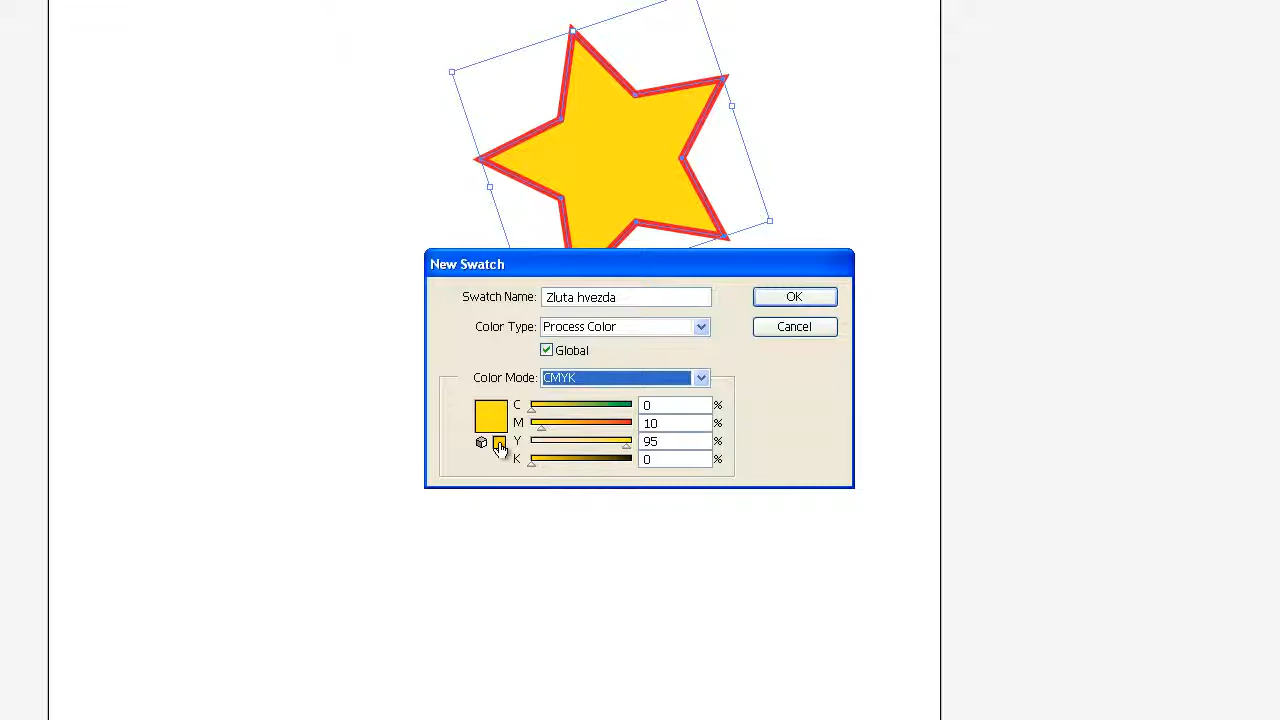 New Swatch
Swatch Name: Zluta hvezda OK
Color Type: Process Color Cancel
Global
Color Mode: CMYK
C 0 %
M 10 %
Y 95 %
K 0 %